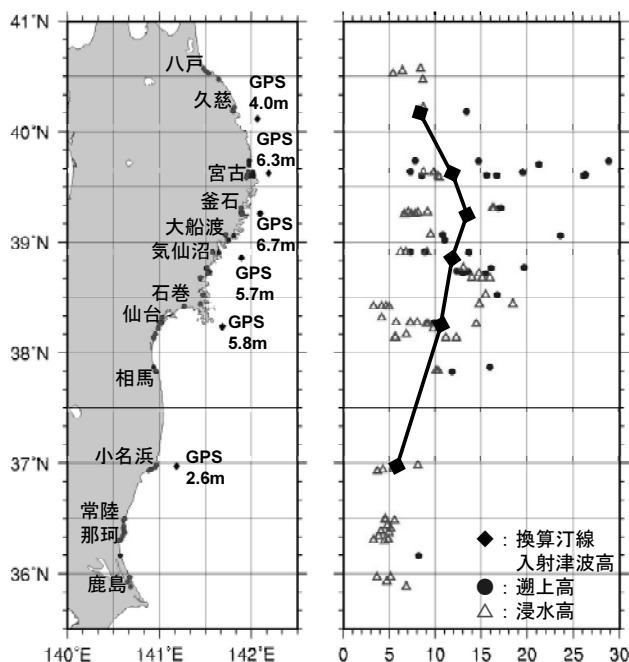 41˚N
40˚N
39˚N
38˚N
37˚N
36˚N
140˚E
141˚E
142˚E
八戸
久慈
宮古
釜石
大船渡
気仙沼
石巻
仙台
相馬
小名浜
常陸
那珂
鹿島
GPS
4.0m
GPS
6.3m
GPS
6.7m
GPS
5.7m
GPS
5.8m
GPS
2.6m
◆ : 換算汀線
入射津波高
● : 遡上高
△ : 浸水高
0 5 10 15 20 25 30